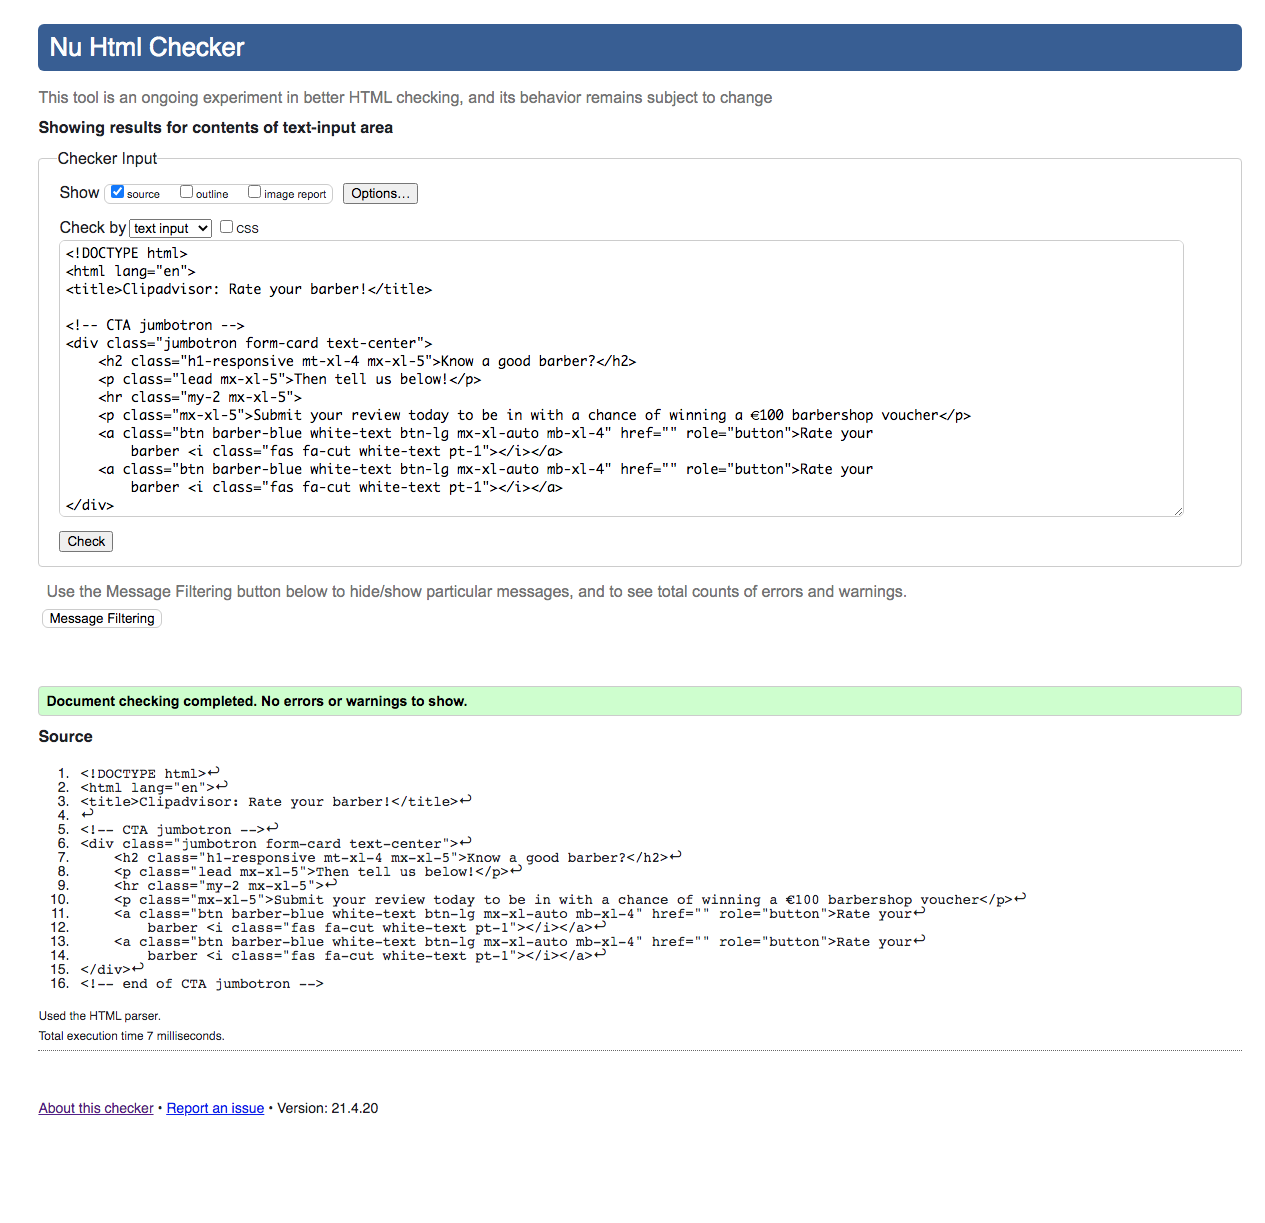 Nu Html Checker
This tool is an ongoing experiment in better HTML checking, and its behavior remains subject to change
Showing results for contents of text-input area
Checker Input
Show source outline image report Options...
Check by text input css
<!DOCTYPE html>
<html lang="en">
<title>Clipadvisor: Rate your barber!</title>
<!-- CTA jumbotron -->
<div class="jumbotron form-card text-center">
    <h2 class="h1-responsive mt-xl-4 mx-xl-5">Know a good barber?</h2>
    <p class="lead mx-xl-5">Then tell us below!</p>
    <hr class="my-2 mx-xl-5">
    <p class="mx-xl-5">Submit your review today to be in with a chance of winning a €100 barbershop voucher</p>
    <a class="btn barber-blue white-text btn-lg mx-xl-auto mb-xl-4" href="" role="button">Rate your
        barber <i class="fas fa-cut white-text pt-1"></i></a>
    <a class="btn barber-blue white-text btn-lg mx-xl-auto mb-xl-4" href="" role="button">Rate your
        barber <i class="fas fa-cut white-text pt-1"></i></a>
</div>
Check
Use the Message Filtering button below to hide/show particular messages, and to see total counts of errors and warnings.
Message Filtering
Document checking completed. No errors or warnings to show.
Source
1. <!DOCTYPE html>↩
2. <html lang="en">↩
3. <title>Clipadvisor: Rate your barber!</title>↩
4. ↩
5. <!-- CTA jumbotron -->↩
6. <div class="jumbotron form-card text-center">↩
7.     <h2 class="h1-responsive mt-xl-4 mx-xl-5">Know a good barber?</h2>↩
8.     <p class="lead mx-xl-5">Then tell us below!</p>↩
9.     <hr class="my-2 mx-xl-5">↩
10.     <p class="mx-xl-5">Submit your review today to be in with a chance of winning a €100 barbershop voucher</p>↩
11.     <a class="btn barber-blue white-text btn-lg mx-xl-auto mb-xl-4" href="" role="button">Rate your↩
12.         barber <i class="fas fa-cut white-text pt-1"></i></a>↩
13.     <a class="btn barber-blue white-text btn-lg mx-xl-auto mb-xl-4" href="" role="button">Rate your↩
14.         barber <i class="fas fa-cut white-text pt-1"></i></a>↩
15. </div>↩
16. <!-- end of CTA jumbotron -->
Used the HTML parser.
Total execution time 7 milliseconds.
About this checker • Report an issue • Version: 21.4.20